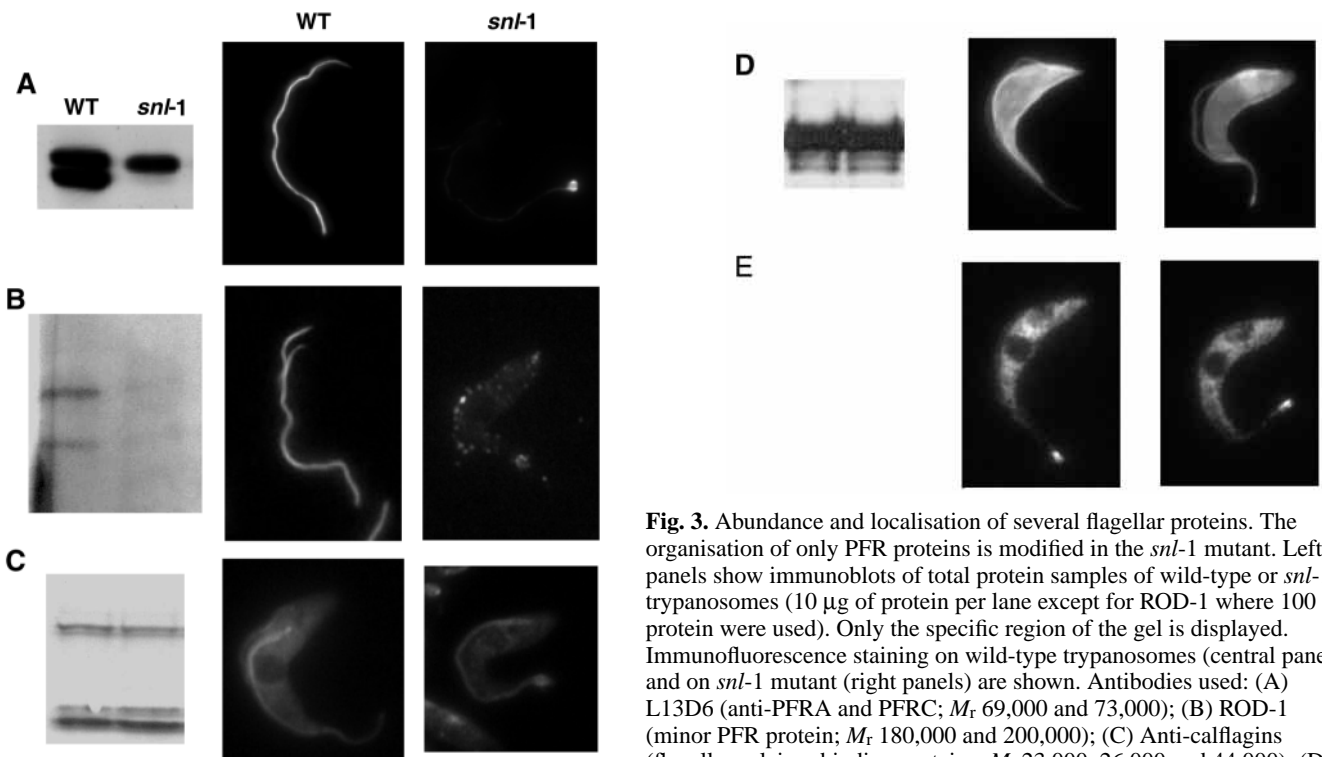 WT snl-1
A
WT snl-1
B
C
D
E
Fig. 3. Abundance and localisation of several flagellar proteins. The
organisation of only PFR proteins is modified in the snl-1 mutant. Left
panels show immunoblots of total protein samples of wild-type or snl-
trypanosomes (10 μg of protein per lane except for ROD-1 where 100
protein were used). Only the specific region of the gel is displayed.
Immunofluorescence staining on wild-type trypanosomes (central pane
and on snl-1 mutant (right panels) are shown. Antibodies used: (A)
L13D6 (anti-PFRA and PFRC; Mr 69,000 and 73,000); (B) ROD-1
(minor PFR protein; Mr 180,000 and 200,000); (C) Anti-calflagins